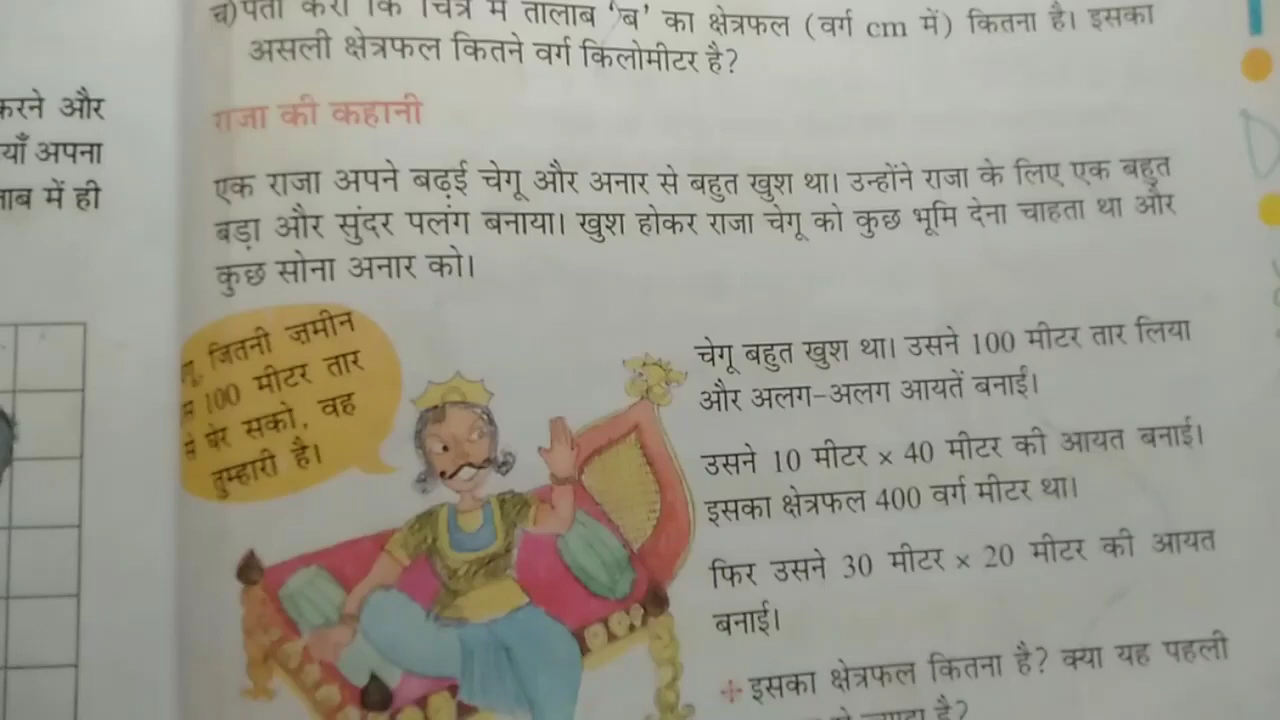 च) पता करो कि चित्र में तालाब 'ब' का क्षेत्रफल (वर्ग cm में) कितना है। इसका
असली क्षेत्रफल कितने वर्ग किलोमीटर है?
करने और
याँ अपना
में ही
राजा की कहानी
एक राजा अपने बढ़ई चेगू और अनार से बहुत खुश था। उन्होंने राजा के लिए एक बहुत
बड़ा और सुंदर पलंग बनाया। खुश होकर राजा चेगू को कुछ भूमि देना चाहता था और
कुछ सोना अनार को।
जितनी ज़मीन
100 मीटर तार
से घेर सको, वह
तुम्हारी है।
चेगू बहुत खुश था। उसने 100 मीटर तार लिया
और अलग-अलग आयतें बनाईं।
उसने 10 मीटर × 40 मीटर की आयत बनाई।
इसका क्षेत्रफल 400 वर्ग मीटर था।
फिर उसने 30 मीटर × 20 मीटर की आयत
बनाई।
इसका क्षेत्रफल कितना है? क्या यह पहली
है?